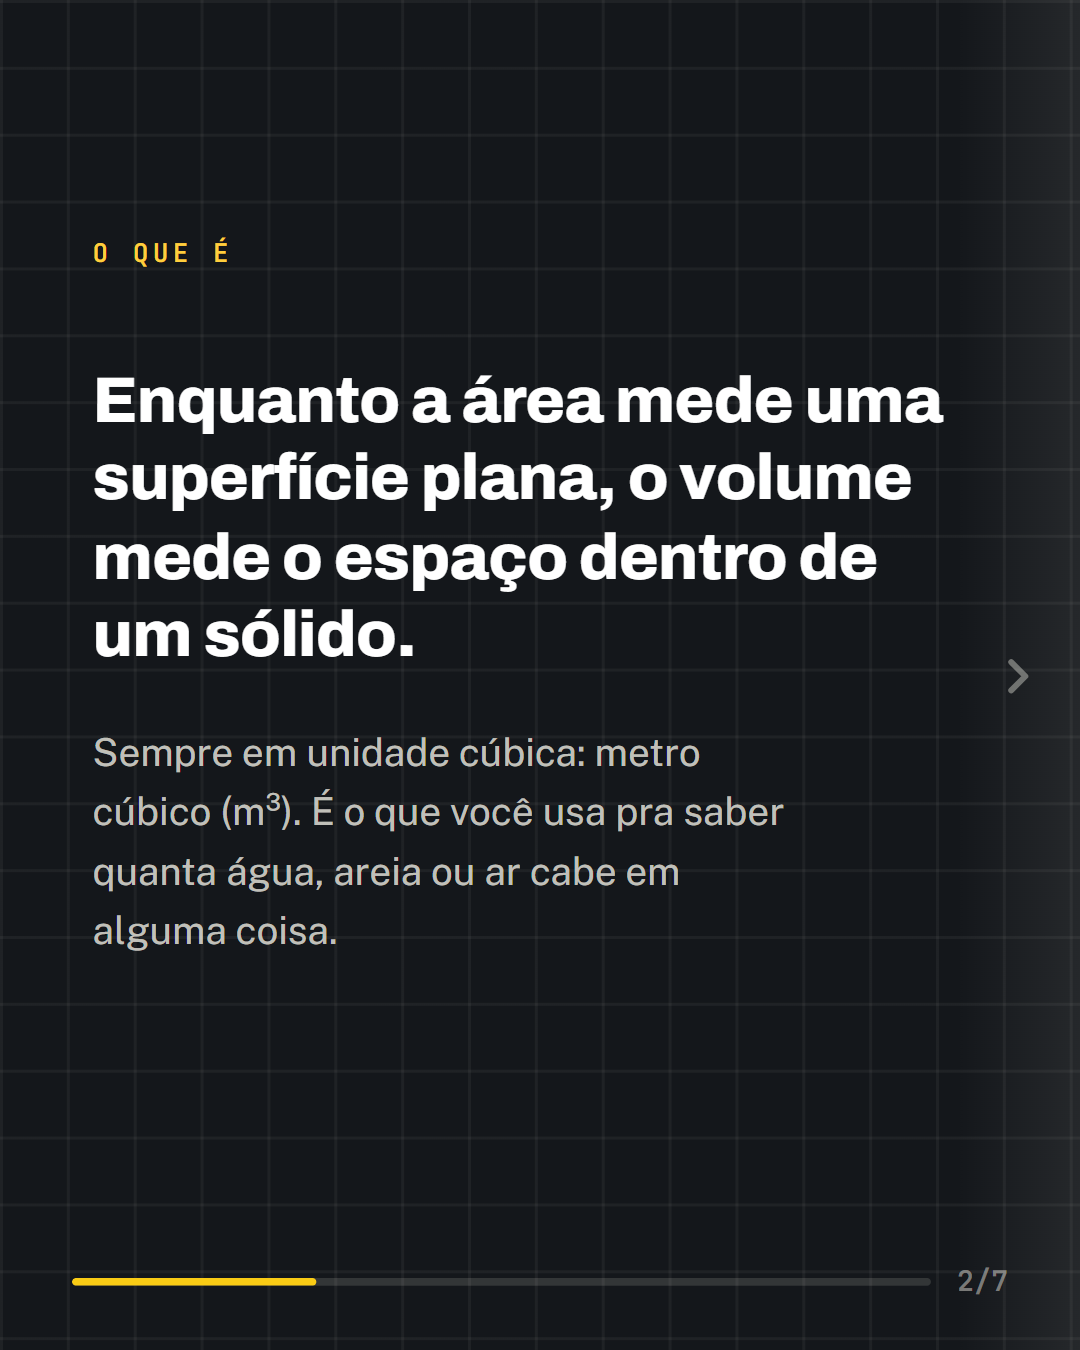 O QUE É
Enquanto a área mede uma
superfície plana, o volume
mede o espaço dentro de
um sólido.
Sempre em unidade cúbica: metro
cúbico (m³). É o que você usa pra saber
quanta água, areia ou ar cabe em
alguma coisa.
2/7